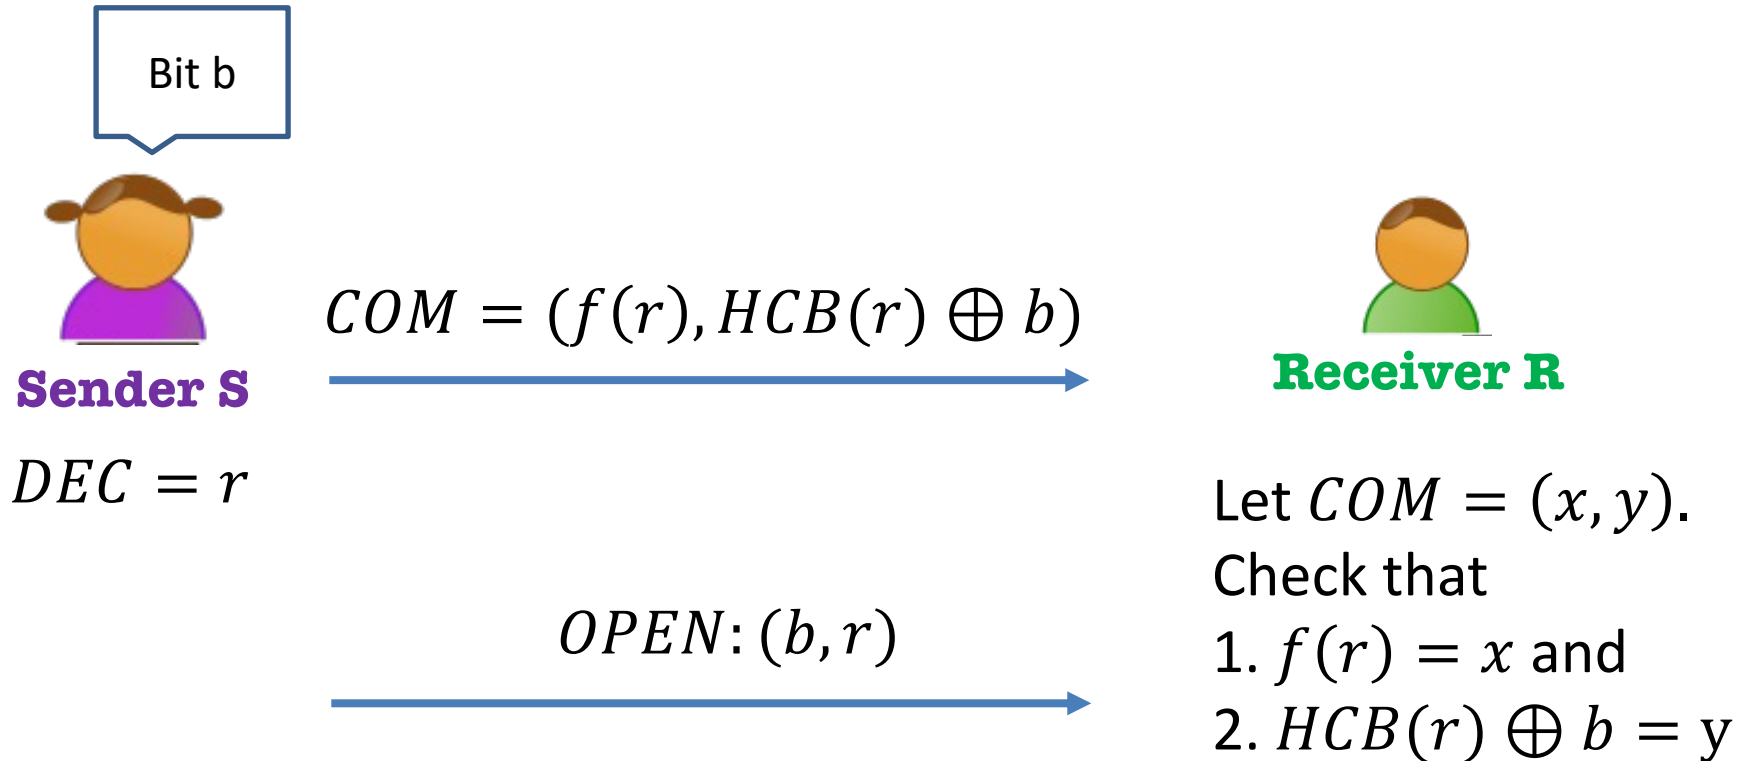 Bit b
COM = (f(r), HCB(r) ⊕ b)
Sender S
Receiver R
DEC = r
Let COM = (x, y).
Check that
OPEN: (b, r)
1. f(r) = x and
2. HCB(r) ⊕ b = y